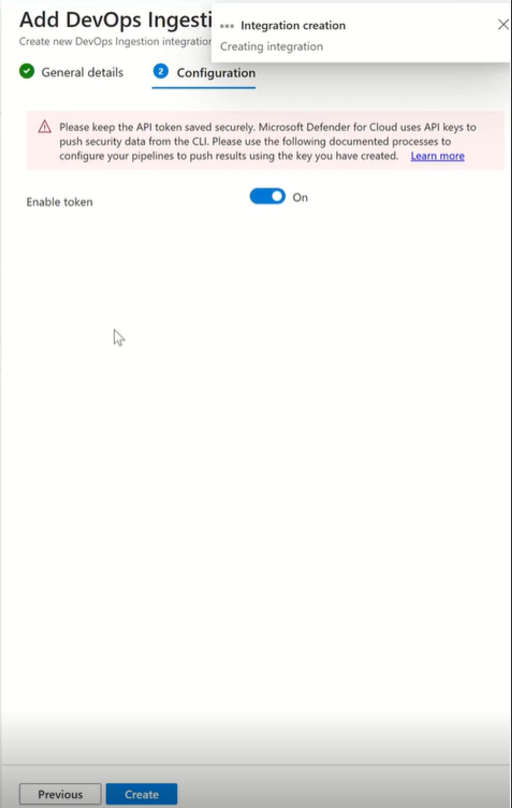 Add DevOps Ingesti
Create new DevOps Ingestion integration
Integration creation
Creating integration
General details
2 Configuration
Please keep the API token saved securely. Microsoft Defender for Cloud uses API keys to
push security data from the CLI. Please use the following documented processes to
configure your pipelines to push results using the key you have created. Learn more
Enable token
On
Previous
Create